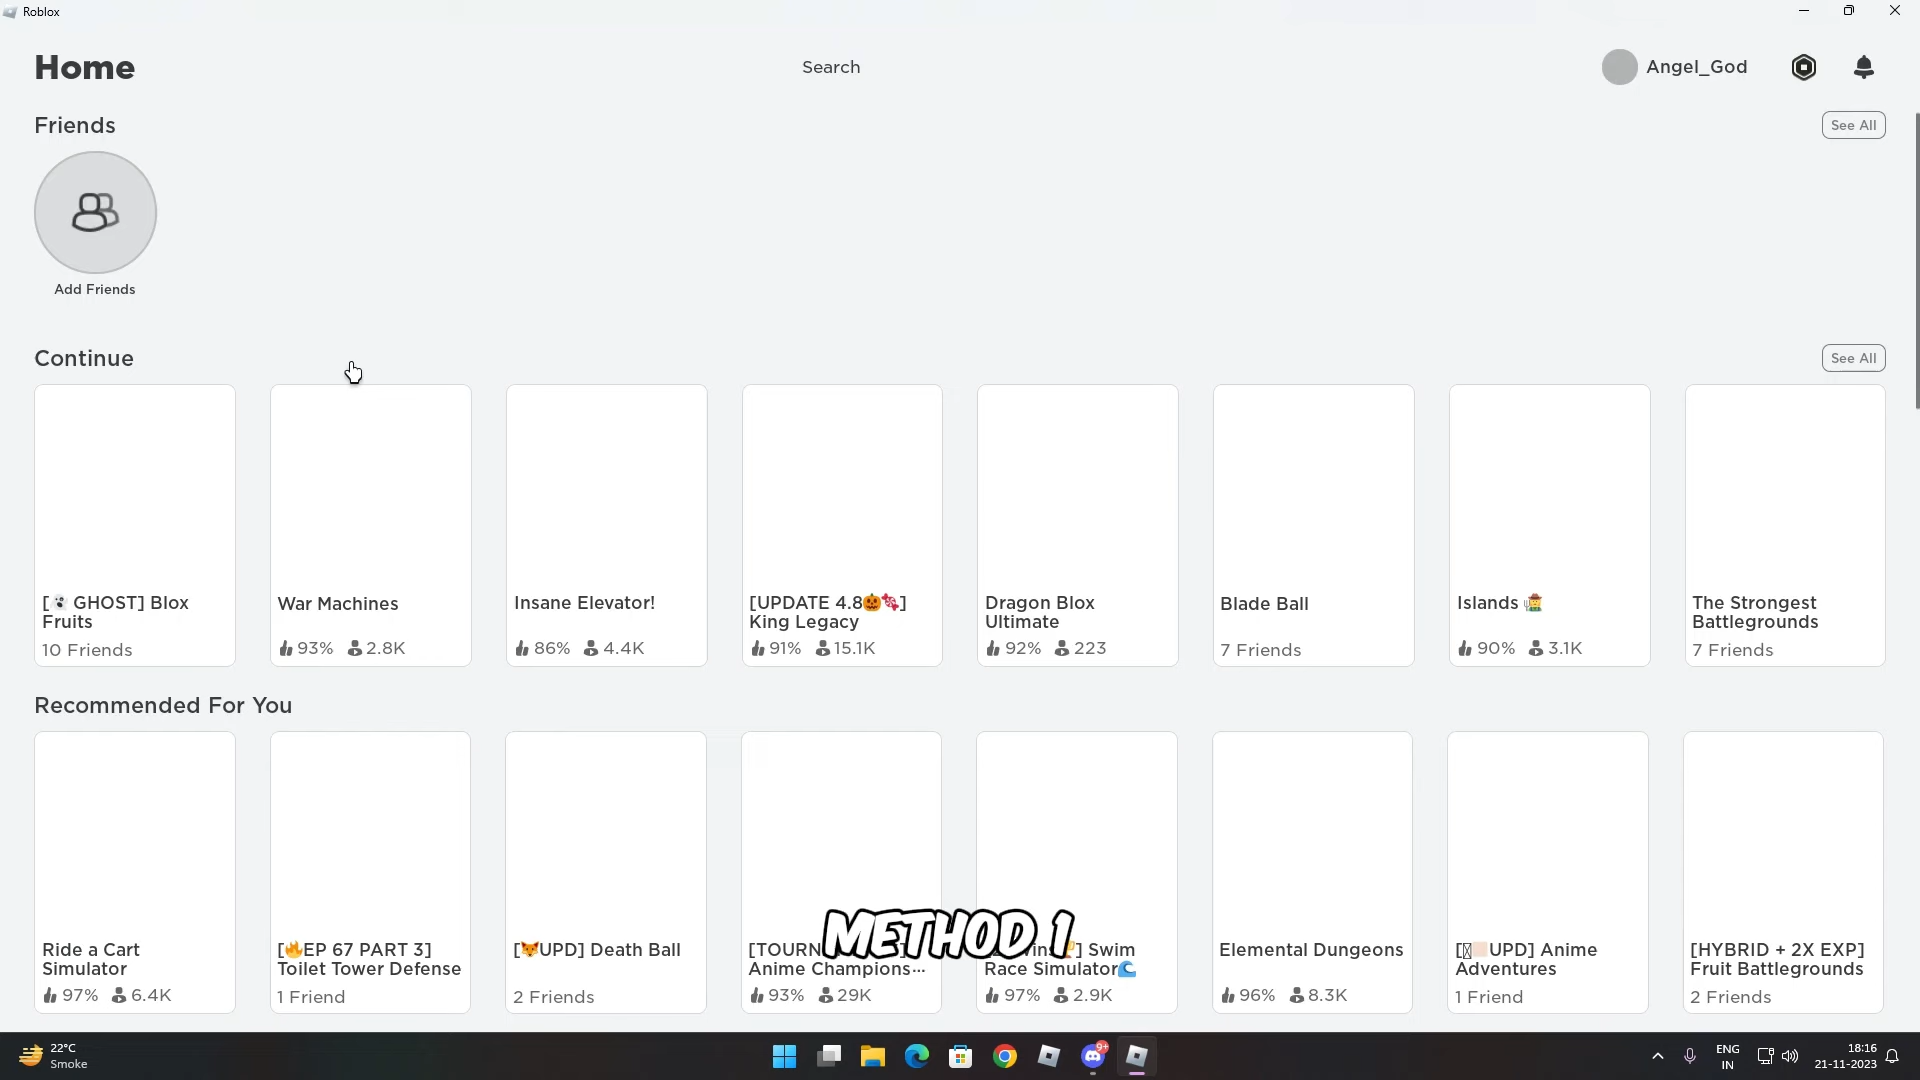 Roblox
Home
Search
Angel_God
Friends
See All
Add Friends
Continue
See All
[👻 GHOST] Blox
Fruits
10 Friends
War Machines
93% 2.8K
Insane Elevator!
86% 4.4K
[UPDATE 4.8🎃🍬]
King Legacy
91% 15.1K
Dragon Blox
Ultimate
92% 223
Blade Ball
7 Friends
Islands
90% 3.1K
The Strongest
Battlegrounds
7 Friends
Recommended For You
Ride a Cart
Simulator
97% 6.4K
[🔥EP 67 PART 3]
Toilet Tower Defense
1 Friend
[🦊UPD] Death Ball
2 Friends
[TOURN
Anime Champions...
93% 29K
] Swim
Race Simulator🌊
97% 2.9K
METHOD 1
Elemental Dungeons
96% 8.3K
[ UPD] Anime
Adventures
1 Friend
[HYBRID + 2X EXP]
Fruit Battlegrounds
2 Friends
22°C
Smoke
9+
ENG
IN
18:16
21-11-2023